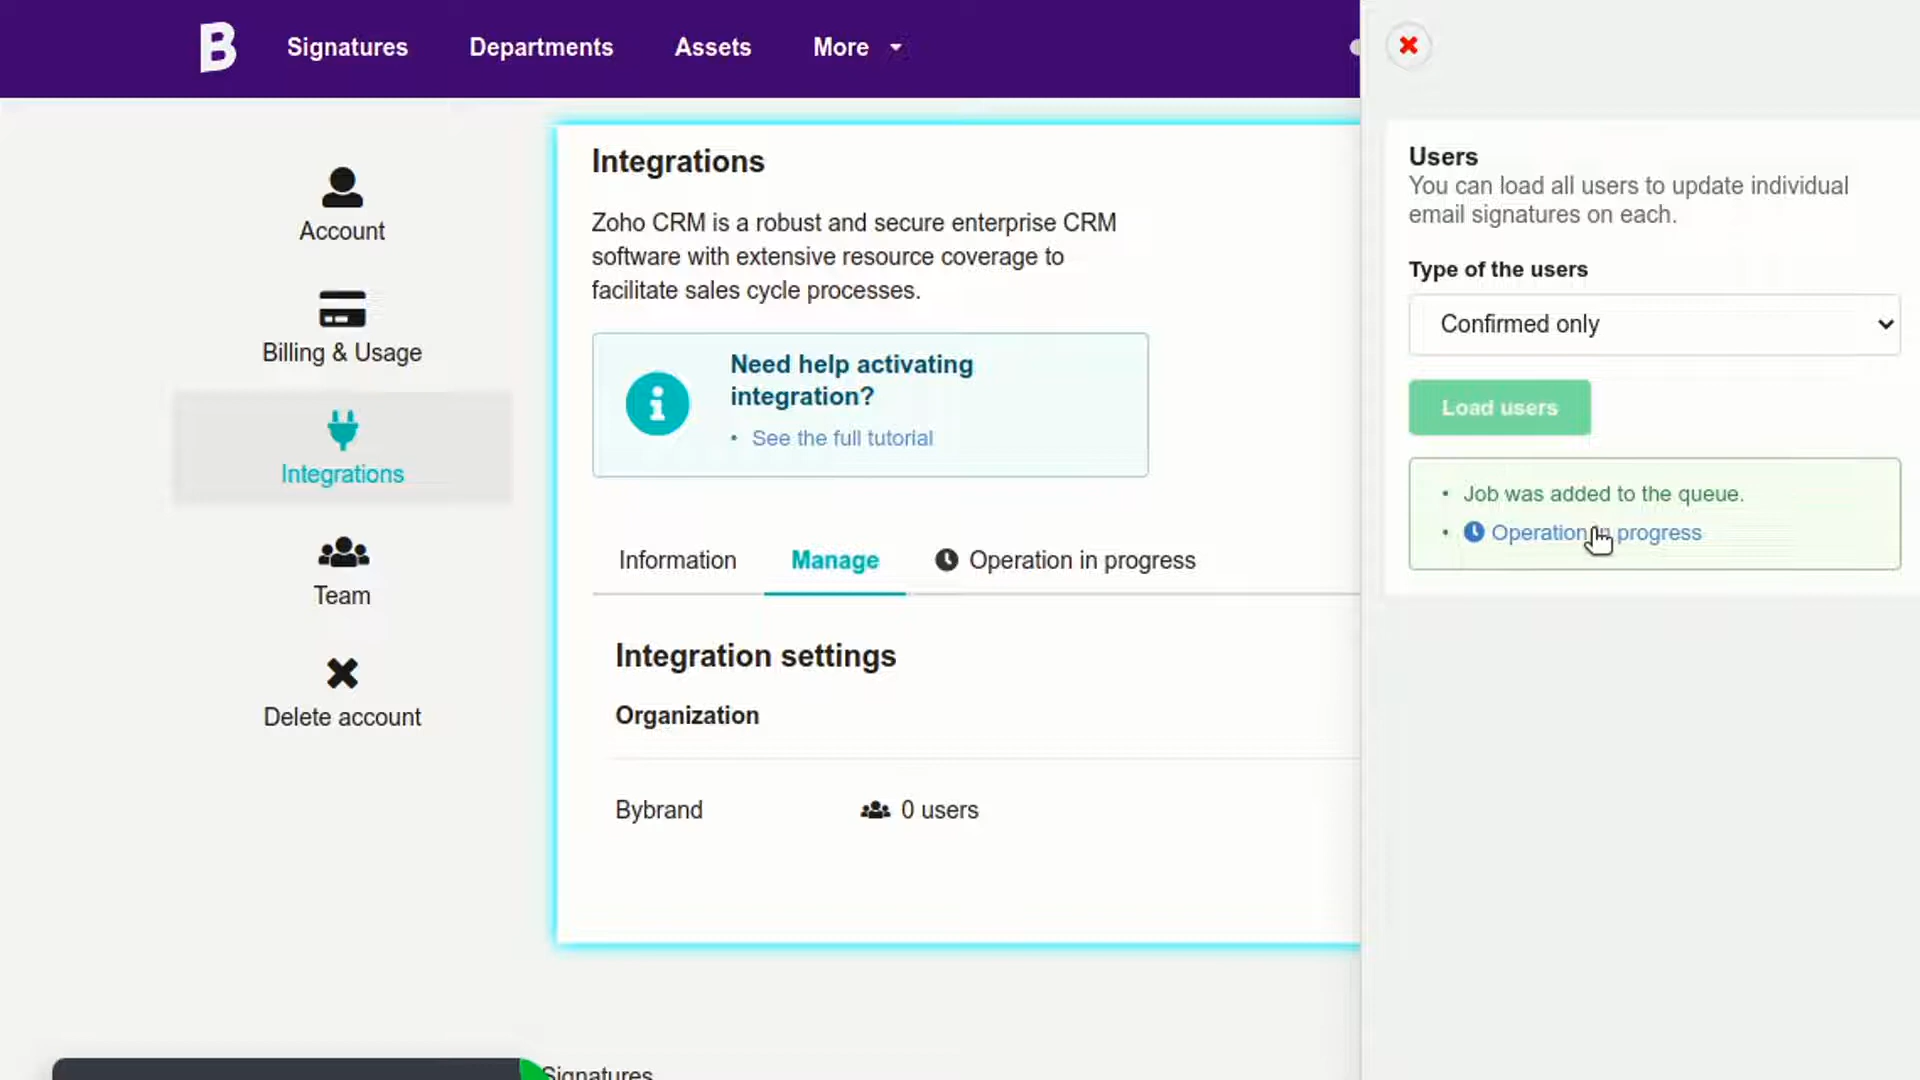 B
Signatures
Departments
Assets
More
Account
Billing & Usage
Integrations
Team
Delete account
Integrations
Zoho CRM is a robust and secure enterprise CRM
software with extensive resource coverage to
facilitate sales cycle processes.
Need help activating
integration?
• See the full tutorial
Information
Manage
Operation in progress
Integration settings
Organization
Bybrand
0 users
Signatures
Users
You can load all users to update individual
email signatures on each.
Type of the users
Confirmed only
Load users
• Job was added to the queue.
• Operation in progress